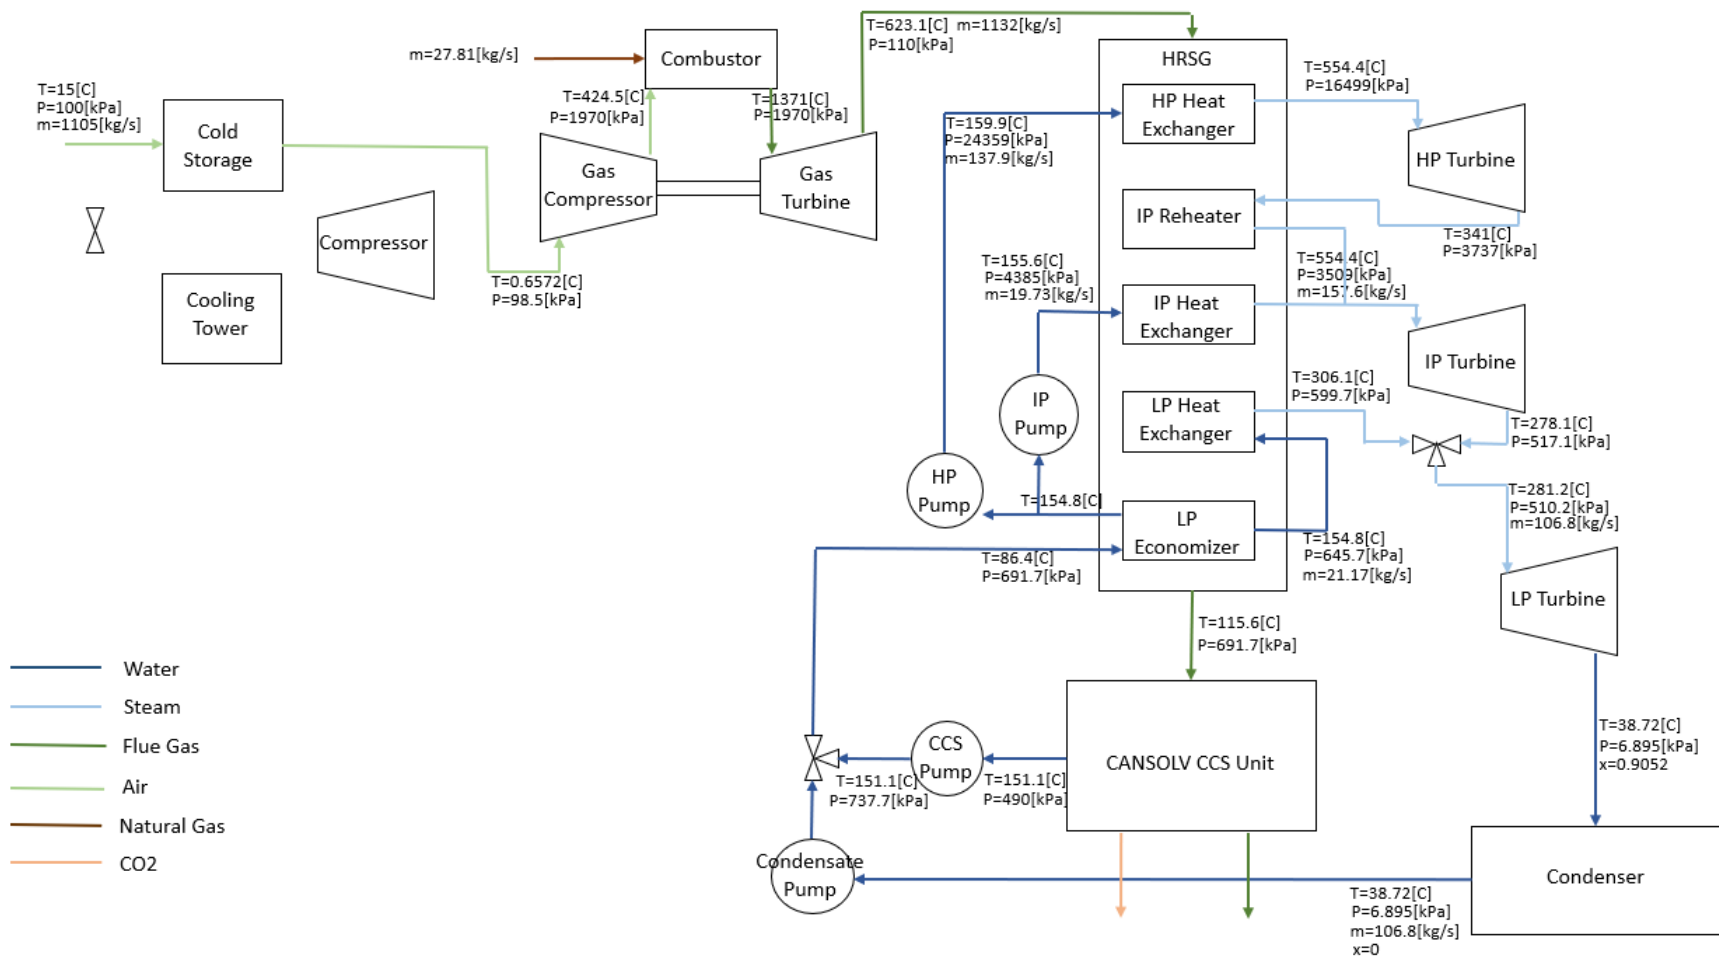 T=623.1[C]  m=1132[kg/s]
P=110[kPa]
m=27.81[kg/s]
Combustor
HRSG
T=554.4[C]
P=16499[kPa]
T=15[C]
P=100[kPa]
m=1105[kg/s]
T=424.5[C]
P=1970[kPa]
T=1371[C]
P=1970[kPa]
HP Heat
Exchanger
Cold
Storage
T=159.9[C]
P=24359[kPa]
m=137.9[kg/s]
HP Turbine
Gas
Compressor
Gas
Turbine
IP Reheater
T=341[C]
P=3737[kPa]
Compressor
T=155.6[C]
P=4385[kPa]
m=19.73[kg/s]
T=554.4[C]
P=3509[kPa]
m=157.6[kg/s]
T=0.6572[C]
P=98.5[kPa]
Cooling
Tower
IP Heat
Exchanger
IP Turbine
T=306.1[C]
P=599.7[kPa]
IP
Pump
LP Heat
Exchanger
T=278.1[C]
P=517.1[kPa]
HP
Pump
T=154.8[C]
T=281.2[C]
P=510.2[kPa]
m=106.8[kg/s]
LP
Economizer
T=86.4[C]
P=691.7[kPa]
T=154.8[C]
P=645.7[kPa]
m=21.17[kg/s]
LP Turbine
T=115.6[C]
P=691.7[kPa]
Water
Steam
Flue Gas
Air
Natural Gas
CO2
CCS
Pump
T=151.1[C]
P=737.7[kPa]
T=151.1[C]
P=490[kPa]
CANSOLV CCS Unit
T=38.72[C]
P=6.895[kPa]
x=0.9052
Condensate
Pump
Condenser
T=38.72[C]
P=6.895[kPa]
m=106.8[kg/s]
x=0